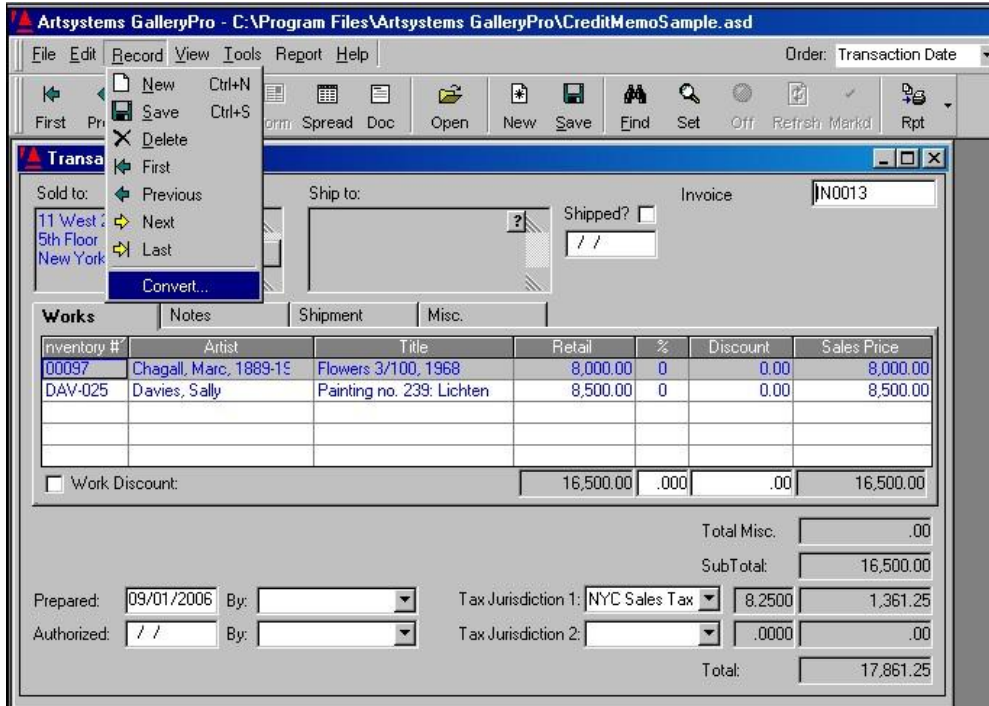 Artsystems GalleryPro - C:\Program Files\Artsystems GalleryPro\CreditMemoSample.asd
File Edit Record View Tools Report Help Order: Transaction Date
New Ctrl+N
Save Ctrl+S
Delete
First
Previous
Next
Last
Convert...
First Pr orm Spread Doc Open New Save Find Set Off Refrsh Markd Rpt
Transa
Sold to: Ship to: Invoice IN0013
11 West 2
5th Floor
New York
? Shipped?
/ /
Works Notes Shipment Misc.
nventory # Artist Title Retail % Discount Sales Price
00097 Chagall, Marc, 1889-19 Flowers 3/100, 1968 8,000.00 0 0.00 8,000.00
DAV-025 Davies, Sally Painting no. 239: Lichten 8,500.00 0 0.00 8,500.00
Work Discount: 16,500.00 .000 .00 16,500.00
Total Misc. .00
SubTotal: 16,500.00
Prepared: 09/01/2006 By: Tax Jurisdiction 1: NYC Sales Tax 8.2500 1,361.25
Authorized: / / By: Tax Jurisdiction 2: .0000 .00
Total: 17,861.25